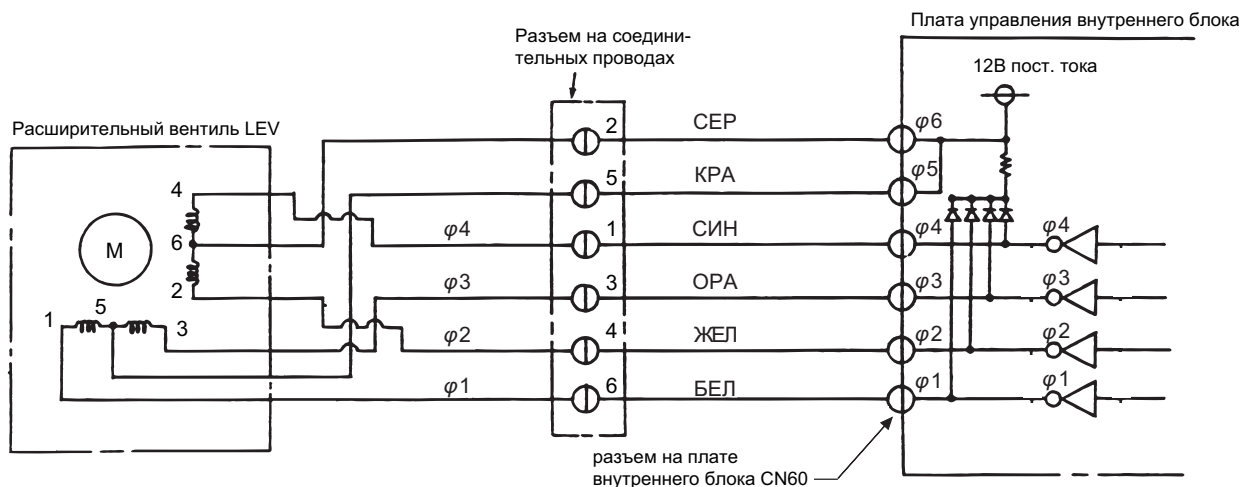 Плата управления внутреннего блока
Разъем на соедини-
тельных проводах
12В пост. тока
Расширительный вентиль LEV
2 СЕР φ6
4 5 КРА φ5
6 M φ4 1 СИН φ4 φ4
2 φ3 3 ОРА φ3 φ3
1 5 3 φ2 4 ЖЕЛ φ2 φ2
φ1 6 БЕЛ φ1 φ1
разъем на плате
внутреннего блока CN60